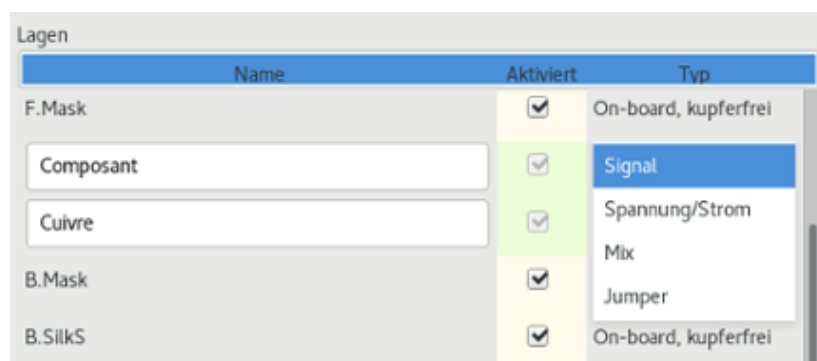 Lagen
Name Aktiviert Typ
F.Mask On-board, kupferfrei
Composant Signal
Cuivre Spannung/Strom
Mix
B.Mask
Jumper
B.SilkS On-board, kupferfrei